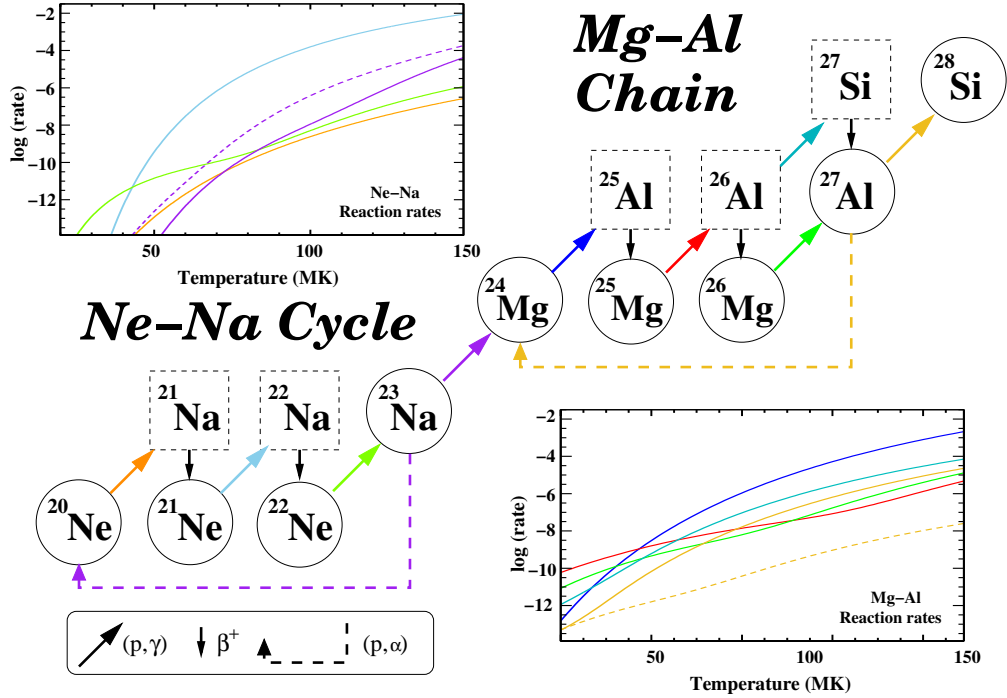 -2
-4
-6
-8
-10
-12
log (rate)
Ne−Na
Reaction rates
50
100
150
Temperature (MK)
Mg−Al
Chain
27
Si
28
Si
25
Al
26
Al
27
Al
24
Mg
25
Mg
26
Mg
Ne−Na Cycle
21
Na
22
Na
23
Na
20
Ne
21
Ne
22
Ne
(p,γ)
β+
(p,α)
-2
-4
-6
-8
-10
-12
log (rate)
Mg−Al
Reaction rates
50
100
150
Temperature (MK)